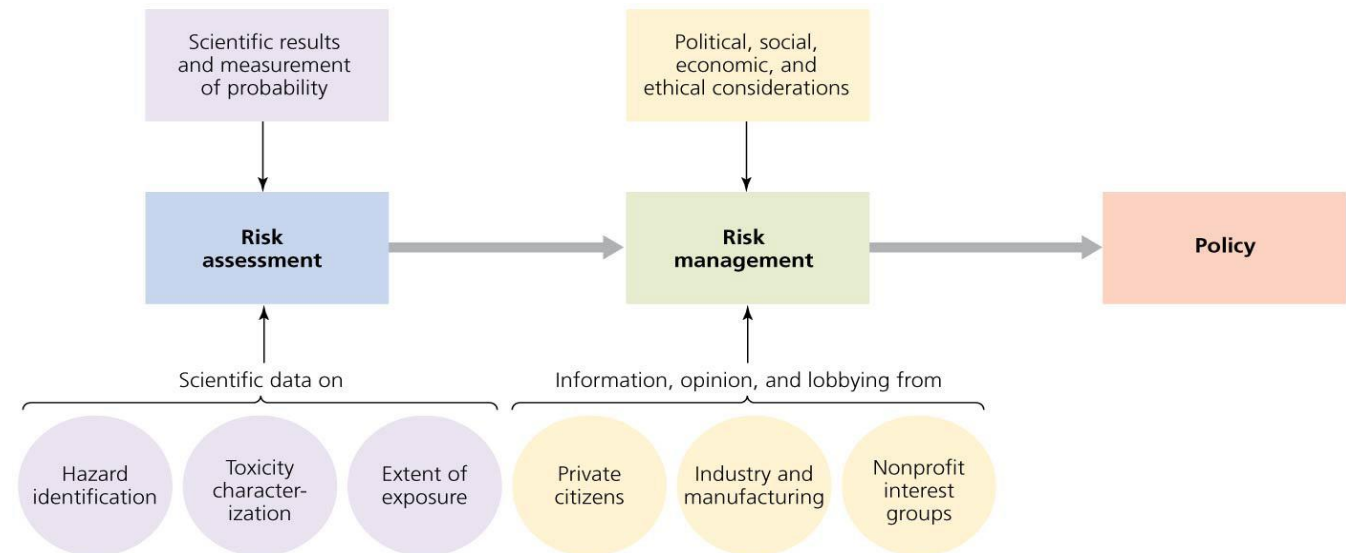 Scientific results
and measurement
of probability
Political, social,
economic, and
ethical considerations
Risk
assessment
Risk
management
Policy
Scientific data on
Information, opinion, and lobbying from
Hazard
identification
Toxicity
character-
ization
Extent of
exposure
Private
citizens
Industry and
manufacturing
Nonprofit
interest
groups